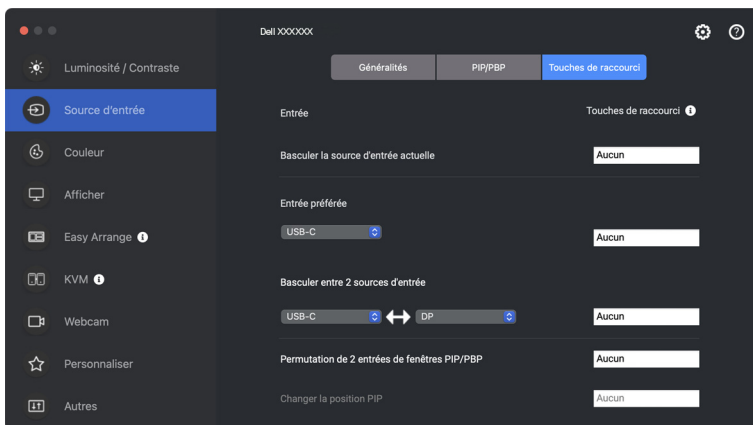 Dell XXXXXX
Luminosité / Contraste
Source d'entrée
Couleur
Afficher
Easy Arrange
KVM
Webcam
Personnaliser
Autres
Généralités PIP/PBP Touches de raccourci
Entrée Touches de raccourci
Basculer la source d'entrée actuelle Aucun
Entrée préférée
USB-C Aucun
Basculer entre 2 sources d'entrée
USB-C DP Aucun
Permutation de 2 entrées de fenêtres PIP/PBP Aucun
Changer la position PIP Aucun